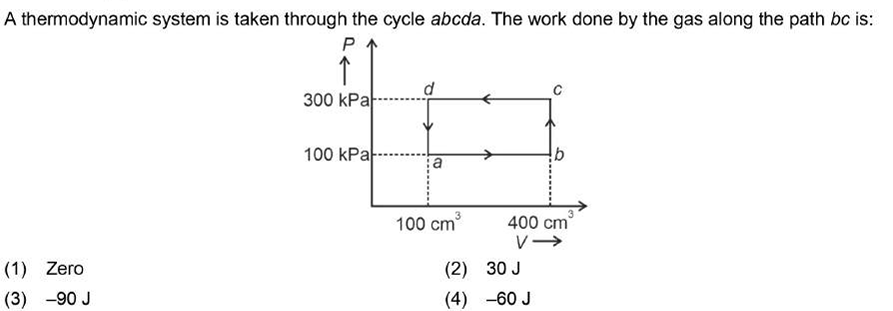 A thermodynamic system is taken through the cycle abcda. The work done by the gas along the path bc is:
P
300 kPa
d
c
100 kPa
a
b
100 cm³
400 cm³
V
(1) Zero
(2) 30 J
(3) –90 J
(4) –60 J